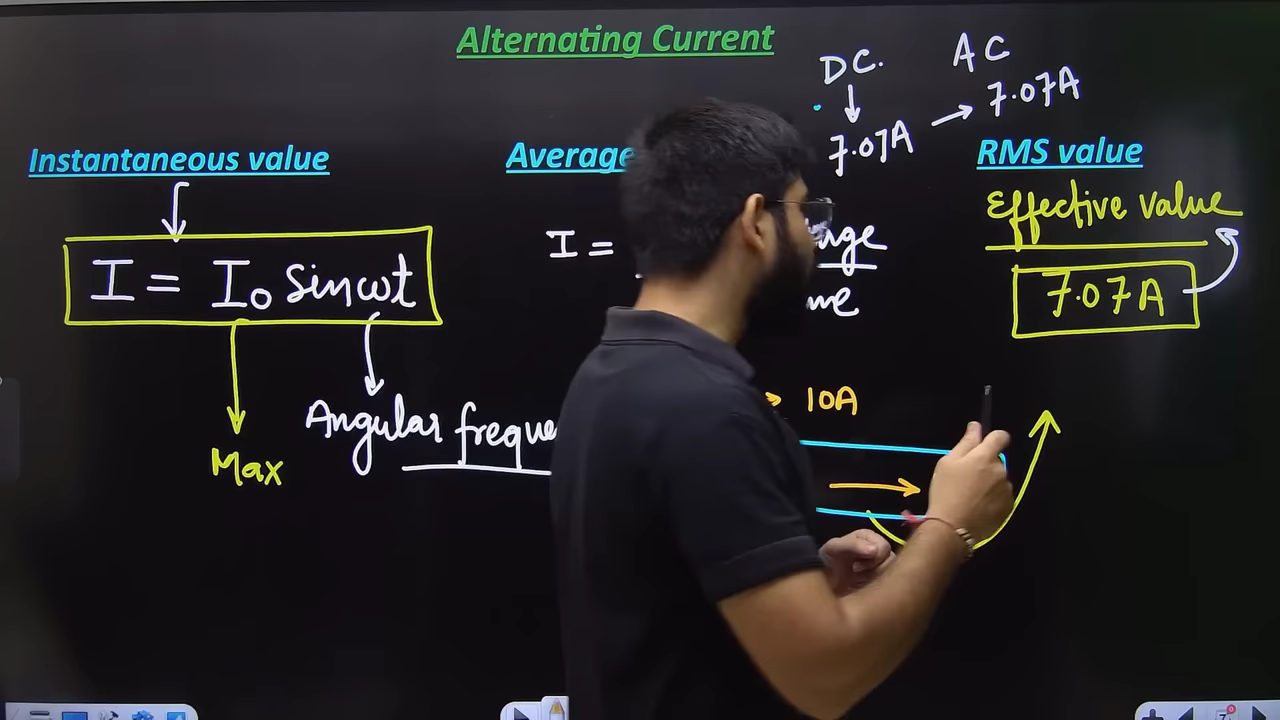 Alternating Current
DC.
AC
7.07A
7.07A
Instantaneous value
Average
RMS value
Effective value
I = I₀ sinωt
I =
7.07A
Max
Angular
10A